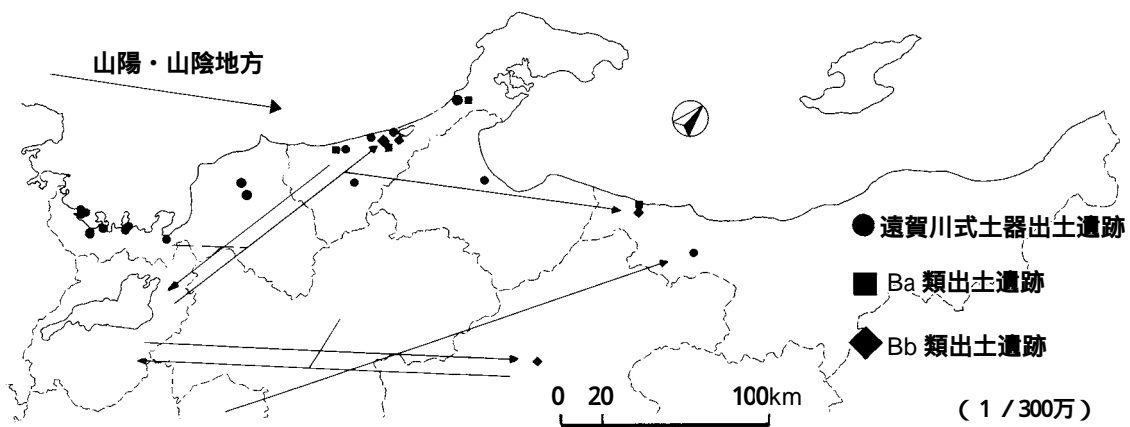 山陽・山陰地方
遠賀川式土器出土遺跡
Ba 類出土遺跡
Bb 類出土遺跡
0 20 100km
( 1 / 300万 )